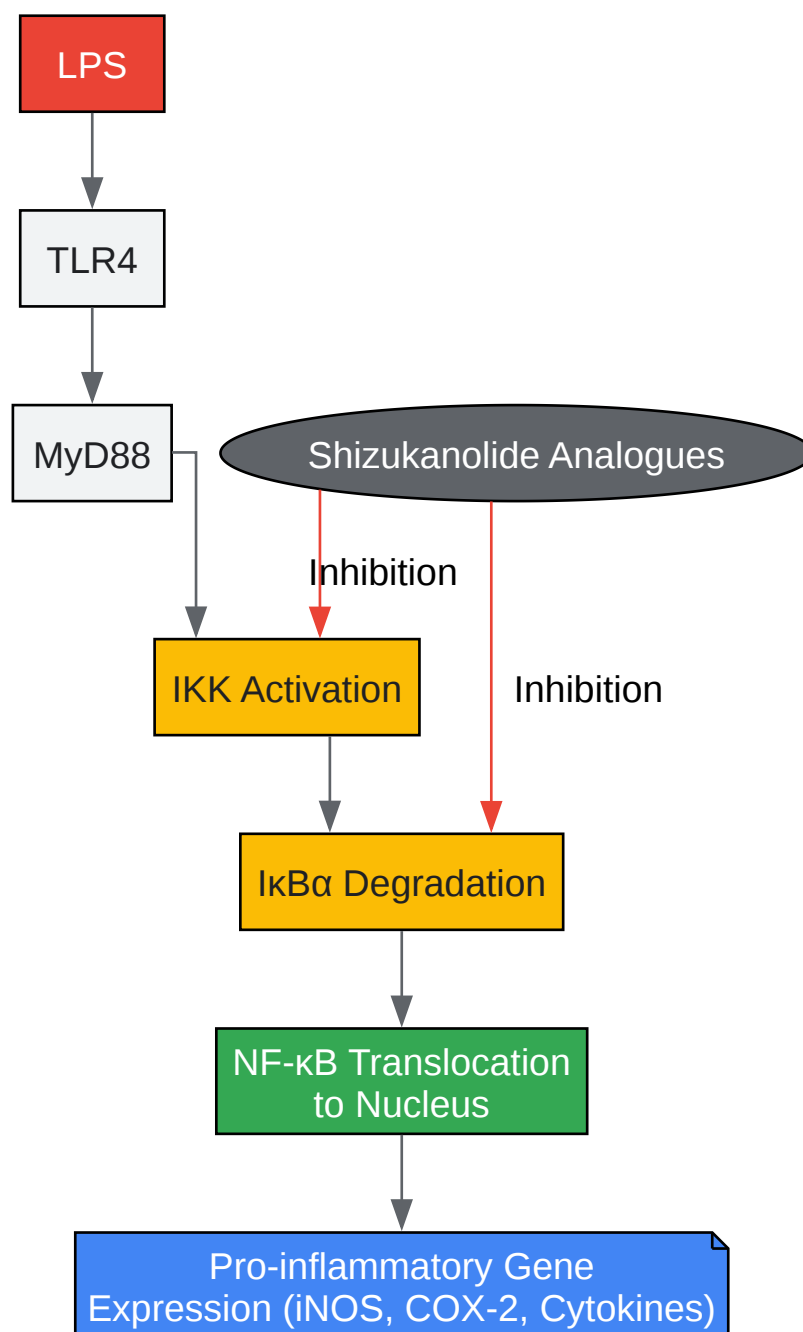 LPS
TLR4
MyD88
Shizukanolide Analogues
Inhibition
IKK Activation
Inhibition
IκBα Degradation
NF-κB Translocation
to Nucleus
Pro-inflammatory Gene
Expression (iNOS, COX-2, Cytokines)